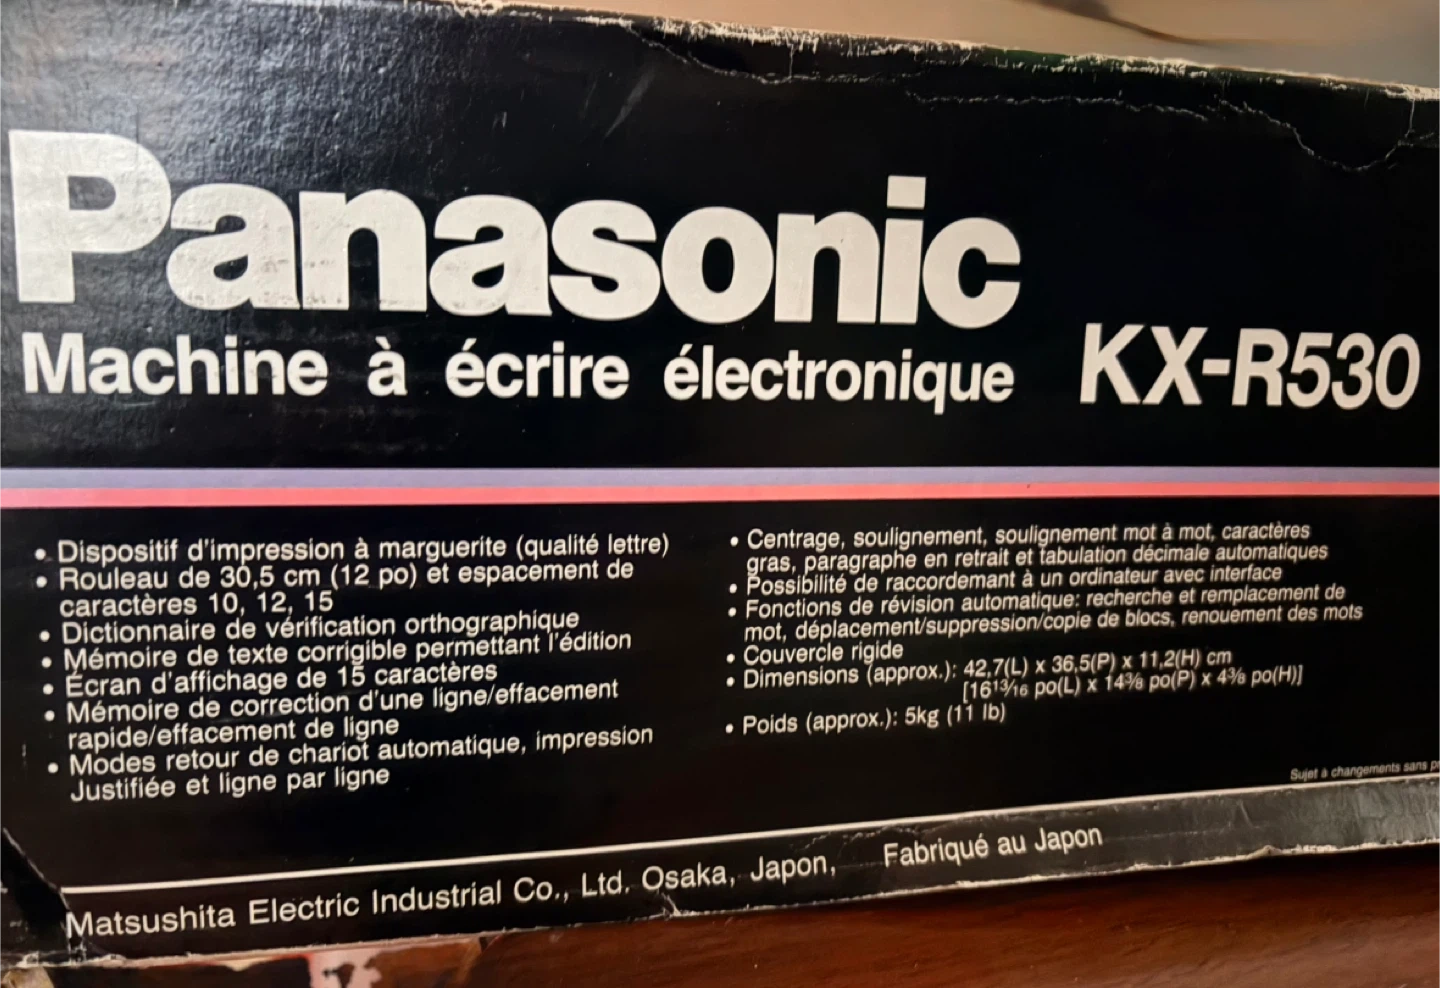 Panasonic
Machine à écrire électronique KX-R530
• Dispositif d'impression à marguerite (qualité lettre)
• Rouleau de 30,5 cm (12 po) et espacement de
caractères 10, 12, 15
• Dictionnaire de vérification orthographique
• Mémoire de texte corrigible permettant l'édition
• Écran d'affichage de 15 caractères
• Mémoire de correction d'une ligne/effacement
rapide/effacement de ligne
• Modes retour de chariot automatique, impression
Justifiée et ligne par ligne
• Centrage, soulignement, soulignement mot à mot, caractères
gras, paragraphe en retrait et tabulation décimale automatiques
• Possibilité de raccordemant à un ordinateur avec interface
• Fonctions de révision automatique: recherche et remplacement de
mot, déplacement/suppression/copie de blocs, renouement des mots
• Couvercle rigide
• Dimensions (approx.): 42,7(L) x 36,5(P) x 11,2(H) cm
[16¹³⁄₁₆ po(L) x 14⅜ po(P) x 4⅜ po(H)]
• Poids (approx.): 5kg (11 lb)
Sujet à changements sans
Matsushita Electric Industrial Co., Ltd. Osaka, Japon, Fabriqué au Japon